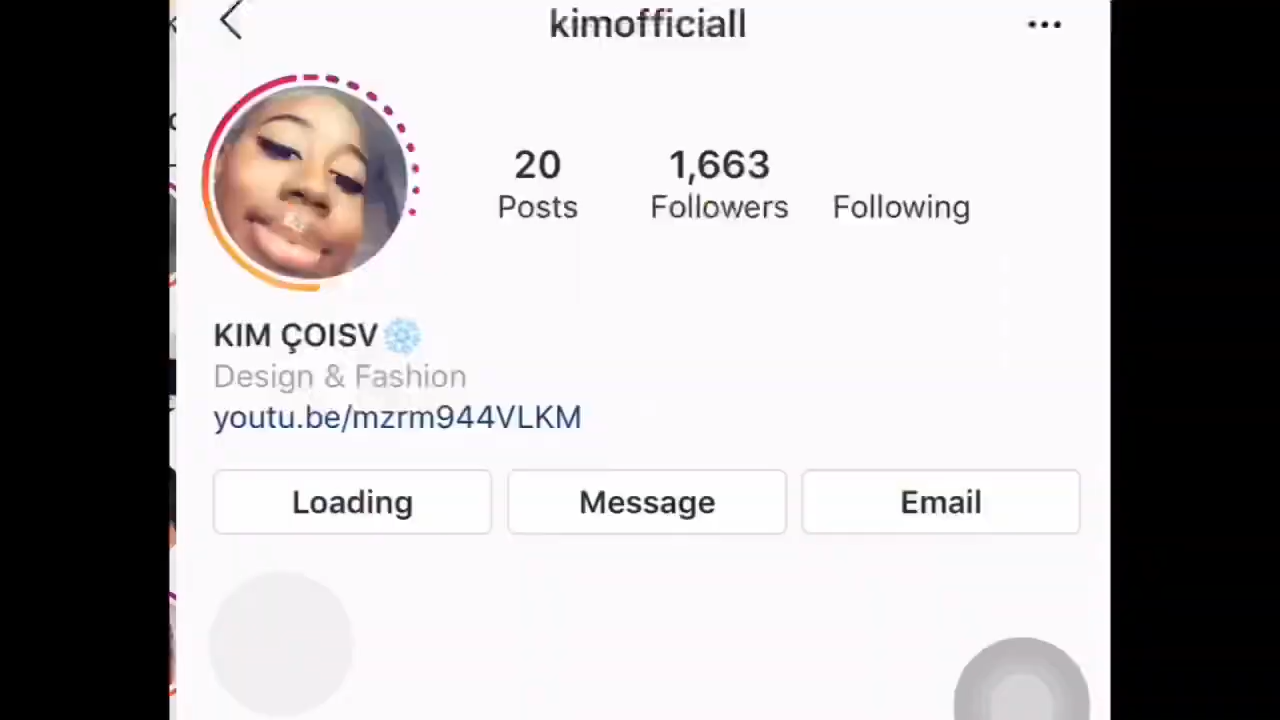 kimofficiall
20 1,663
Posts Followers Following
KIM ÇOISV
Design & Fashion
youtu.be/mzrm944VLKM
Loading Message Email